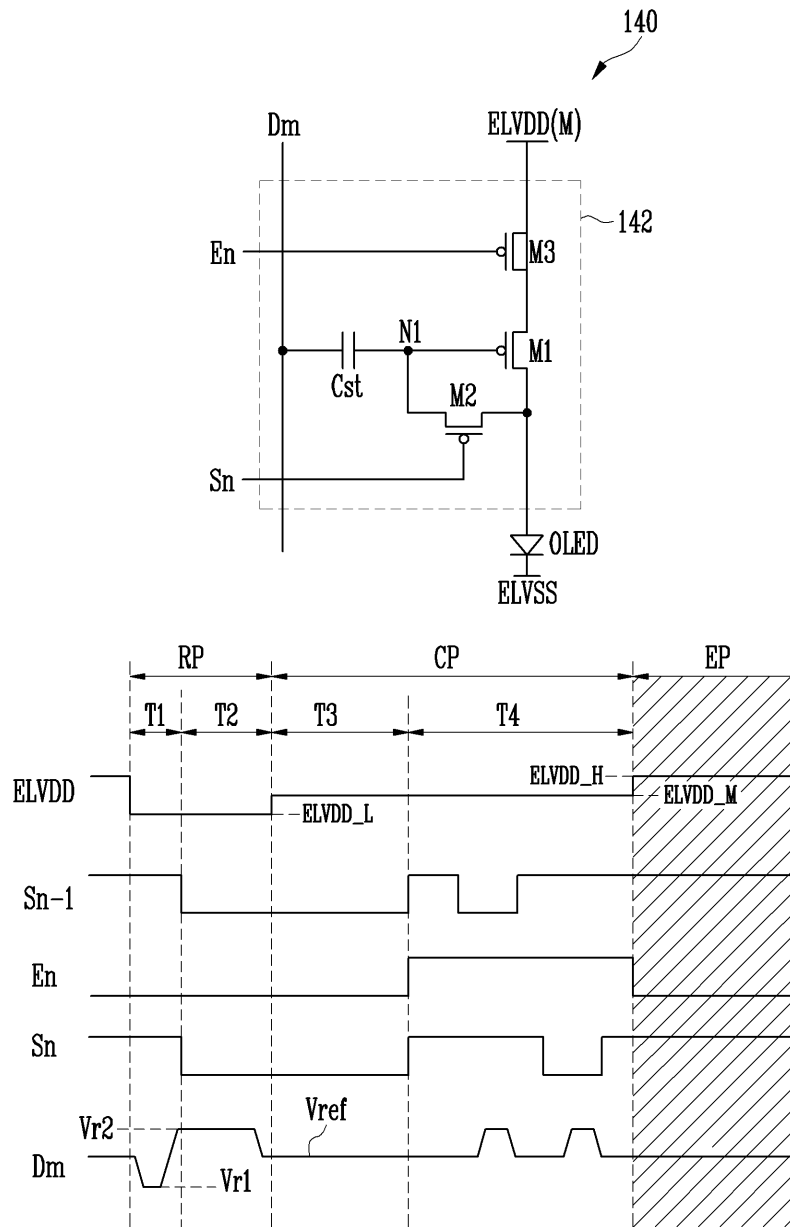 140
Dm
ELVDD(M)
142
En
M3
N1
M1
Cst
M2
Sn
OLED
ELVSS
RP
CP
EP
T1
T2
T3
T4
ELVDD
ELVDD_H
ELVDD_M
ELVDD_L
Sn-1
En
Sn
Vr2
Vref
Dm
Vr1